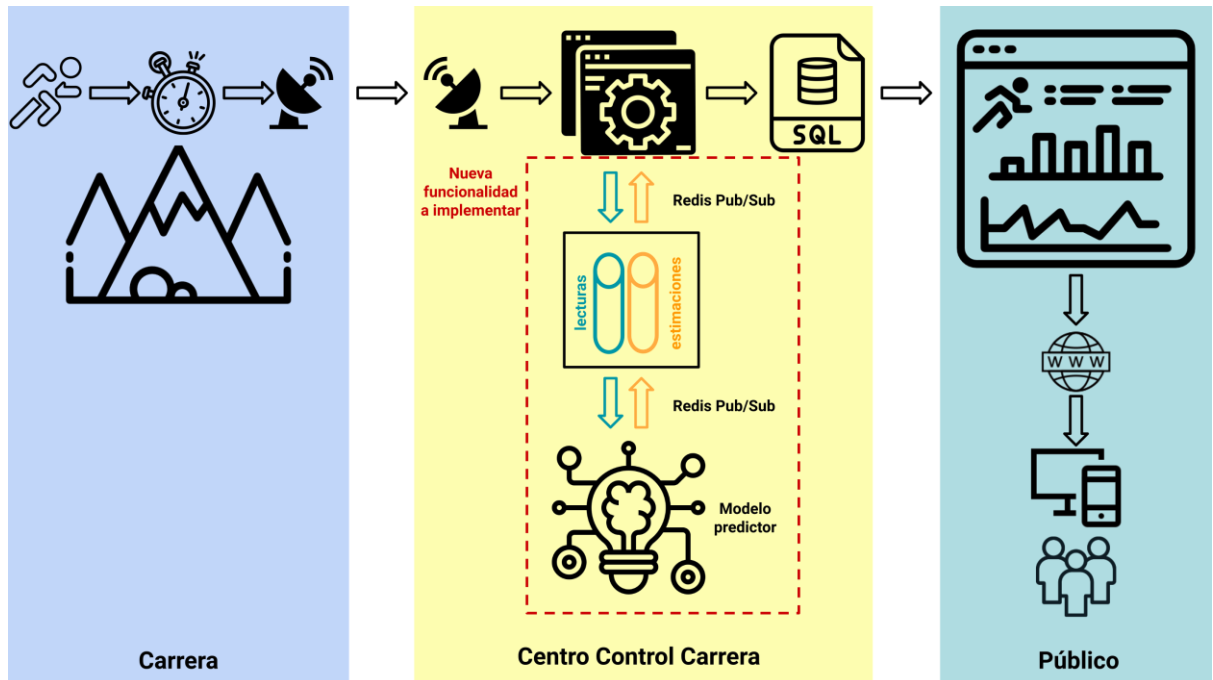 SQL
Nueva
funcionalidad
a implementar
Redis Pub/Sub
lecturas
estimaciones
Redis Pub/Sub
Modelo
predictor
WWW
Carrera
Centro Control Carrera
Público